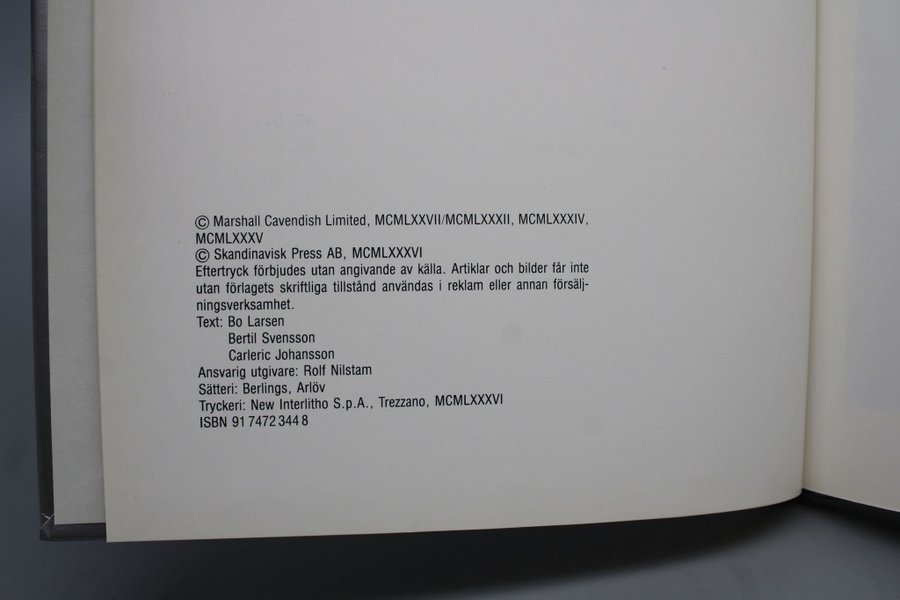 © Marshall Cavendish Limited, MCMLXXVII/MCMLXXXII, MCMLXXXIV,
MCMLXXXV
© Skandinavisk Press AB, MCMLXXXVI
Eftertryck förbjudes utan angivande av källa. Artiklar och bilder får inte
utan förlagets skriftliga tillstånd användas i reklam eller annan försälj-
ningsverksamhet.
Text: Bo Larsen
Bertil Svensson
Carleric Johansson
Ansvarig utgivare: Rolf Nilstam
Sätteri: Berlings, Arlöv
Tryckeri: New Interlitho S.p.A., Trezzano, MCMLXXXVI
ISBN 91 7472 344 8